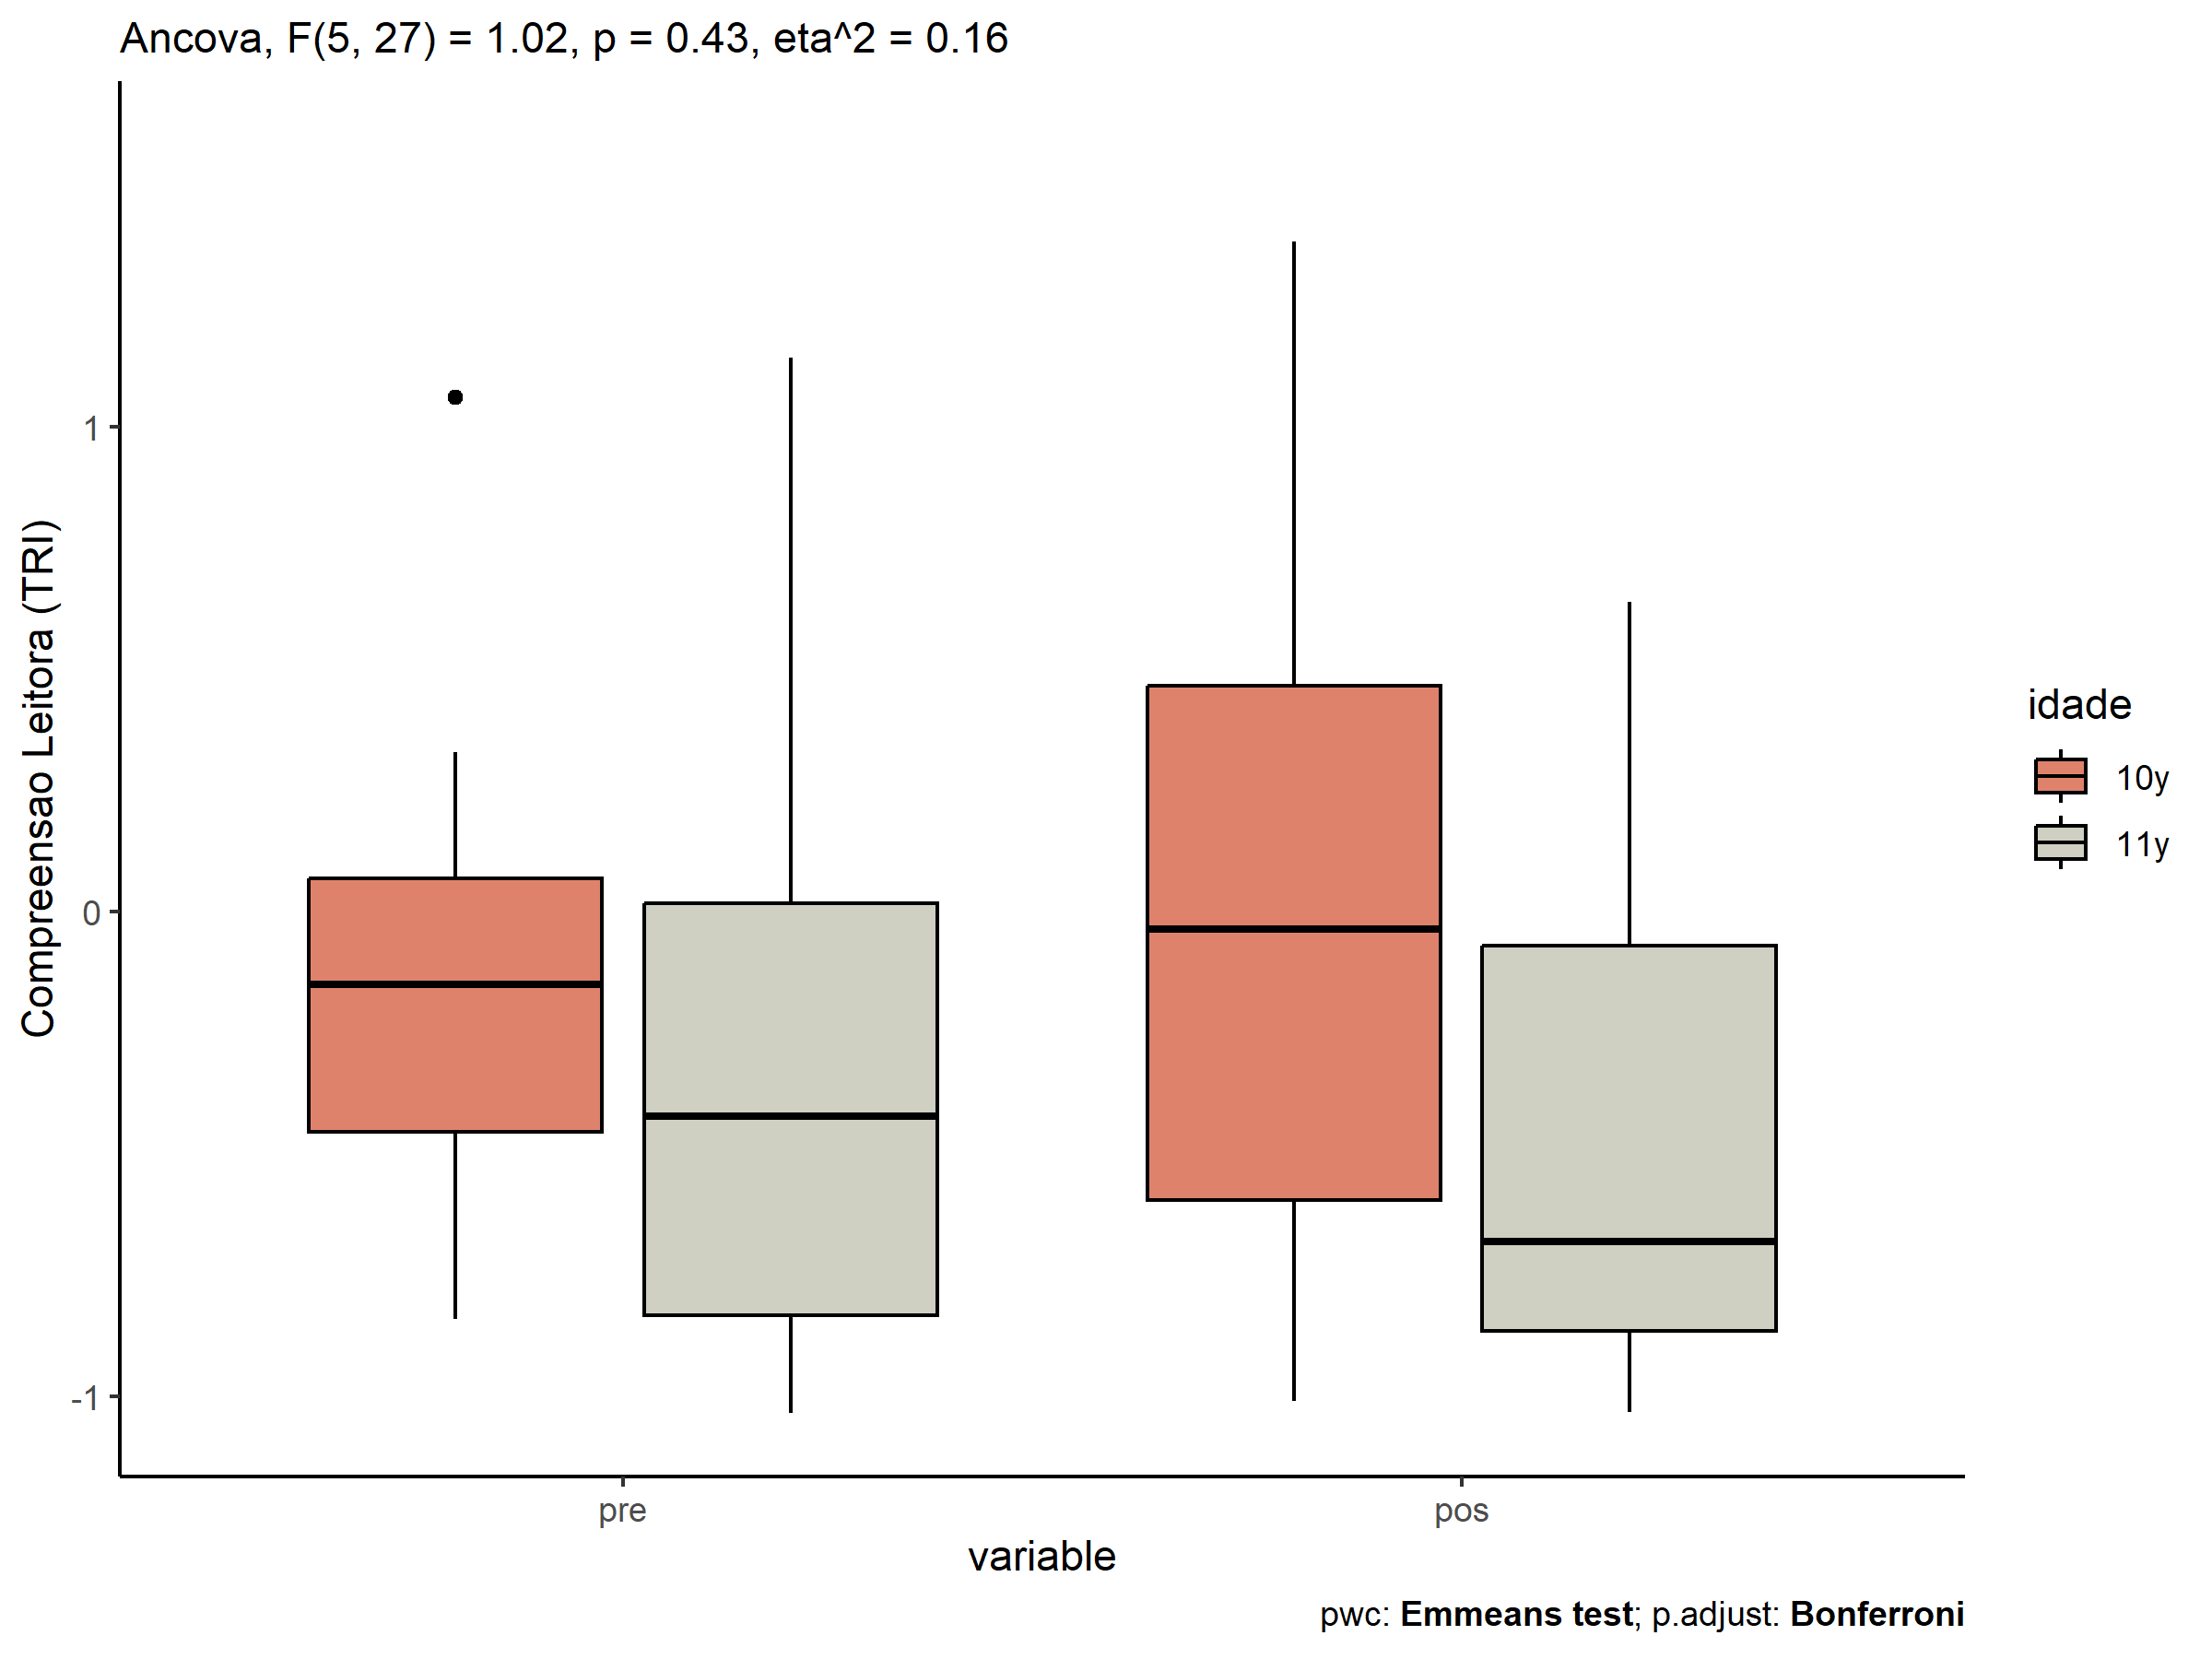 Ancova, F(5, 27) = 1.02, p = 0.43, eta^2 = 0.16
Compreensao Leitora (TRI)
1
0
-1
pre
pos
variable
idade
10y
11y
pwc: Emmeans test; p.adjust: Bonferroni